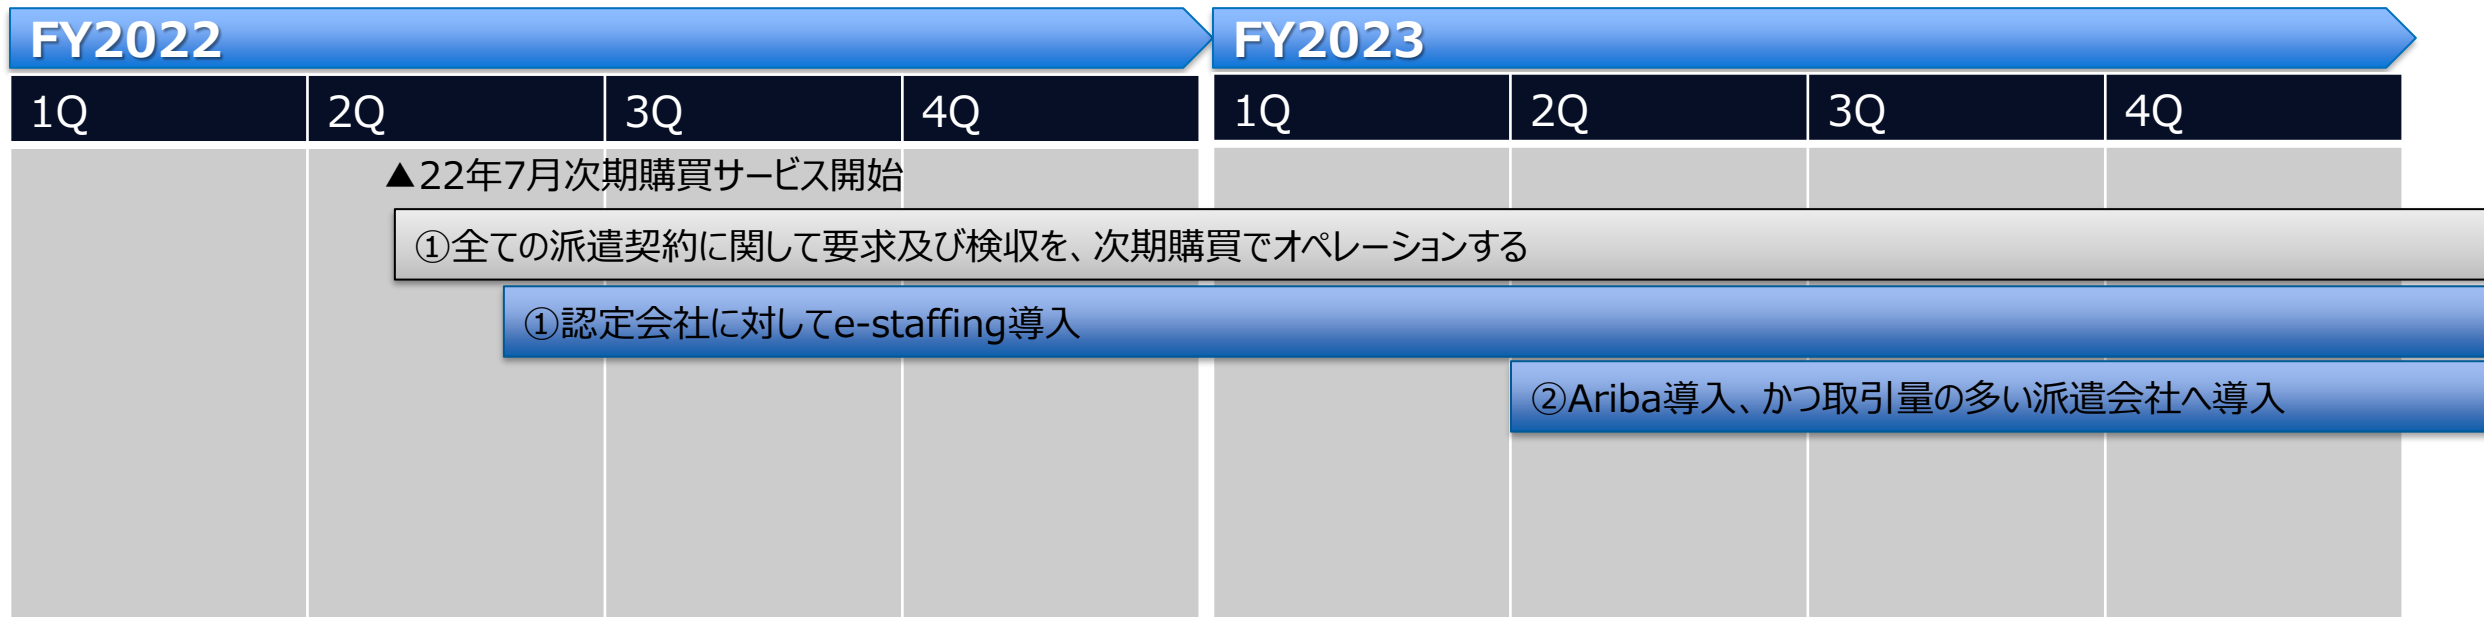 FY2022
FY2023
1Q
2Q
3Q
4Q
1Q
2Q
3Q
4Q
▲22年7月次期購買サービス開始
①全ての派遣契約に関して要求及び検収を、次期購買でオペレーションする
①認定会社に対してe-staffing導入
②Ariba導入、かつ取引量の多い派遣会社へ導入